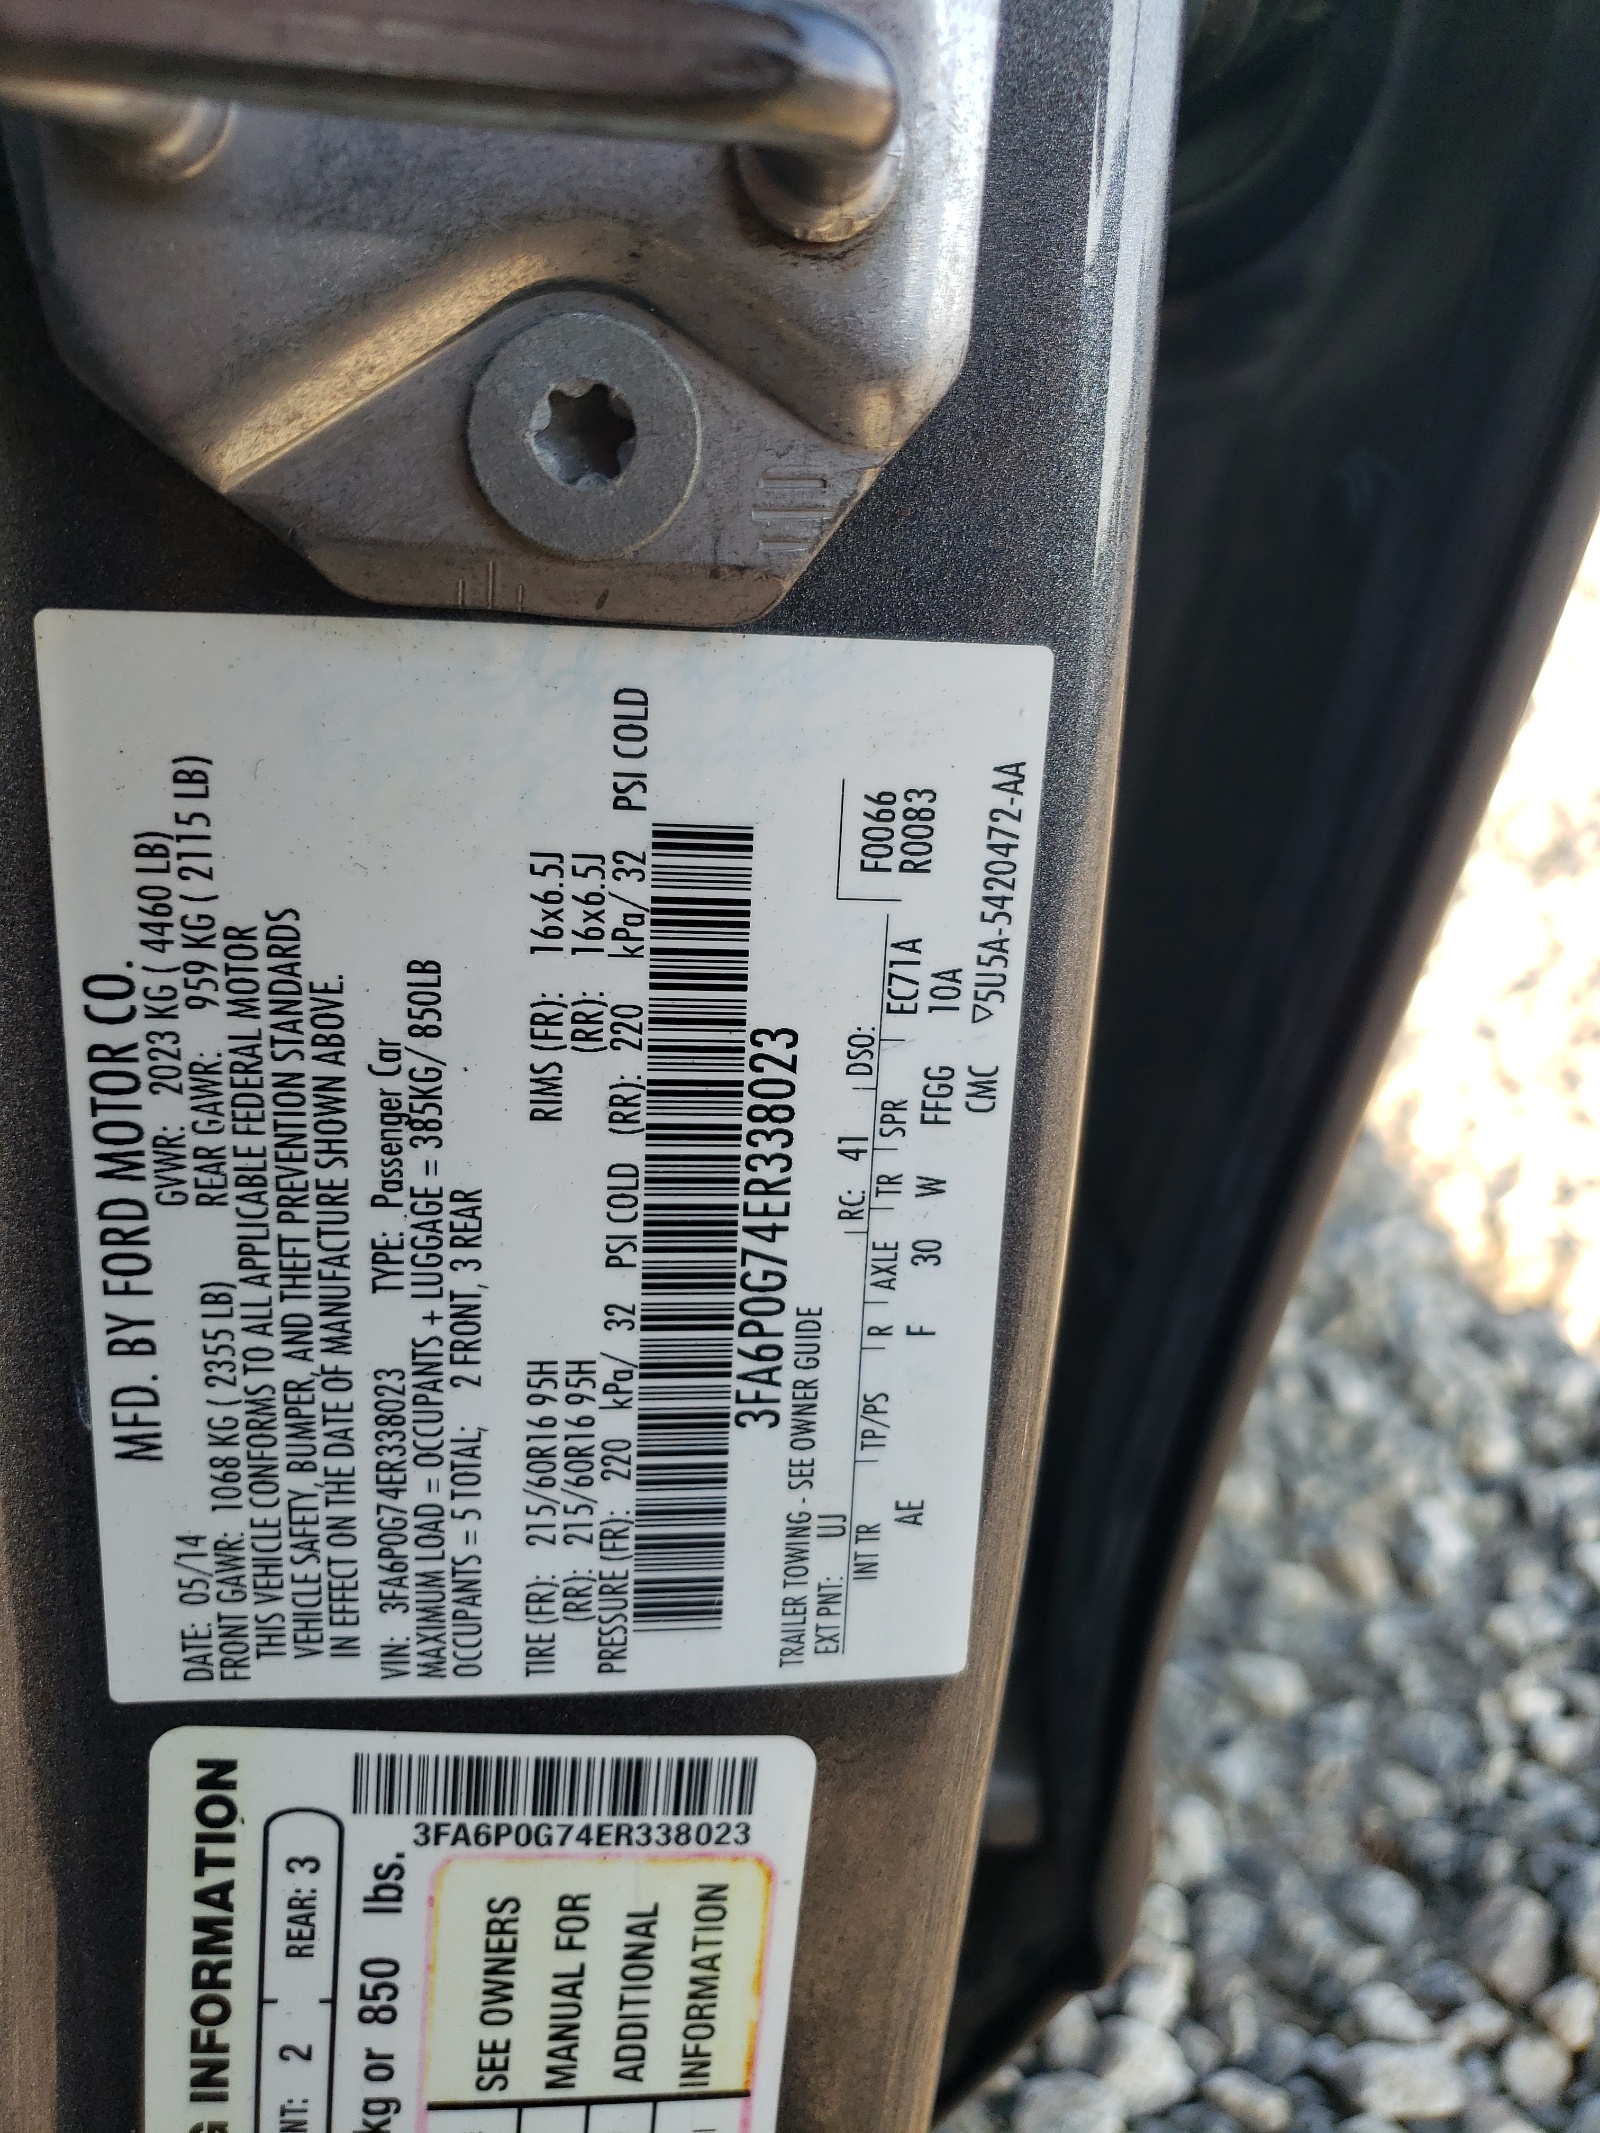 MFD. BY FORD MOTOR CO.
DATE: 05/14 GVWR: 2023 KG ( 4460 LB)
FRONT GAWR: 1068 KG ( 2355 LB) REAR GAWR: 959 KG ( 2115 LB)
THIS VEHICLE CONFORMS TO ALL APPLICABLE FEDERAL MOTOR
VEHICLE SAFETY, BUMPER, AND THEFT PREVENTION STANDARDS
IN EFFECT ON THE DATE OF MANUFACTURE SHOWN ABOVE.
VIN: 3FA6P0G74ER338023 TYPE: Passenger Car
MAXIMUM LOAD = OCCUPANTS + LUGGAGE = 385KG/ 850LB
OCCUPANTS = 5 TOTAL; 2 FRONT, 3 REAR
TIRE (FR): 215/60R16 95H RIMS (FR): 16x6.5J
(RR): 215/60R16 95H (RR): 16x6.5J
PRESSURE (FR): 220 kPa/ 32 PSI COLD (RR): 220 kPa/ 32 PSI COLD
3FA6P0G74ER338023
TRAILER TOWING - SEE OWNER GUIDE
EXT PNT: UJ RC: 41 DSO: F0066
R0083
INT TR TP/PS R AXLE TR SPR EC71A
AE F 30 W FFGG 10A
CMC ▽5U5A-5420472-AA
G INFORMATION
NT: 2 REAR: 3
kg or 850 lbs.
3FA6P0G74ER338023
SEE OWNERS
MANUAL FOR
ADDITIONAL
INFORMATION